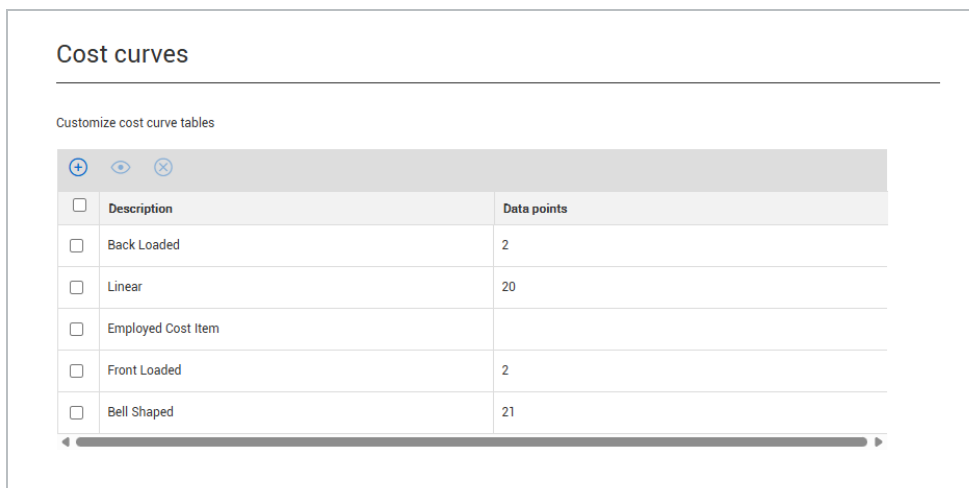 Cost curves
Customize cost curve tables
Description Data points
Back Loaded 2
Linear 20
Employed Cost Item
Front Loaded 2
Bell Shaped 21